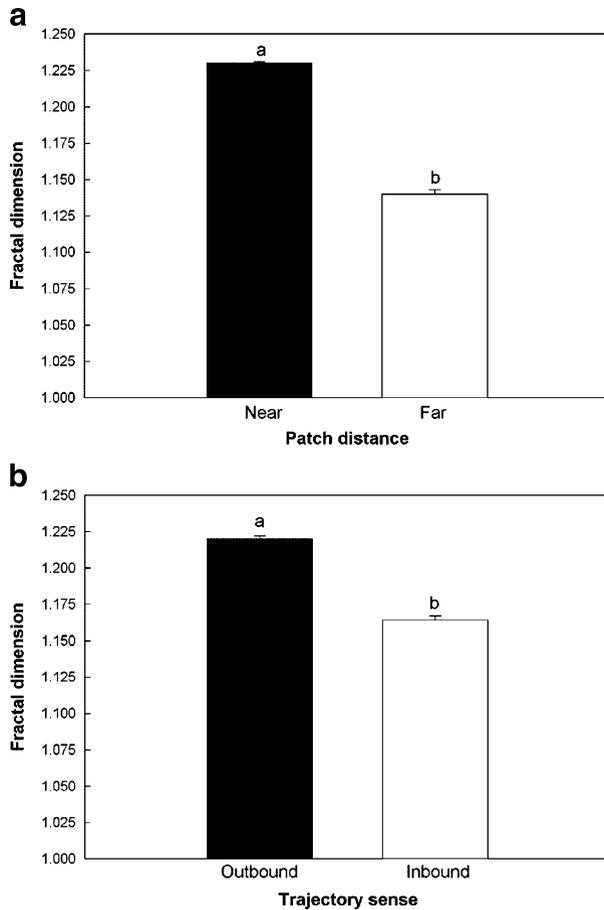 a
1.250
1.225
1.200
1.175
1.150
1.125
1.100
1.075
1.050
1.025
1.000
Fractal dimension
a
b
Near Far
Patch distance
b
1.250
1.225
1.200
1.175
1.150
1.125
1.100
1.075
1.050
1.025
1.000
Fractal dimension
a
b
Outbound Inbound
Trajectory sense